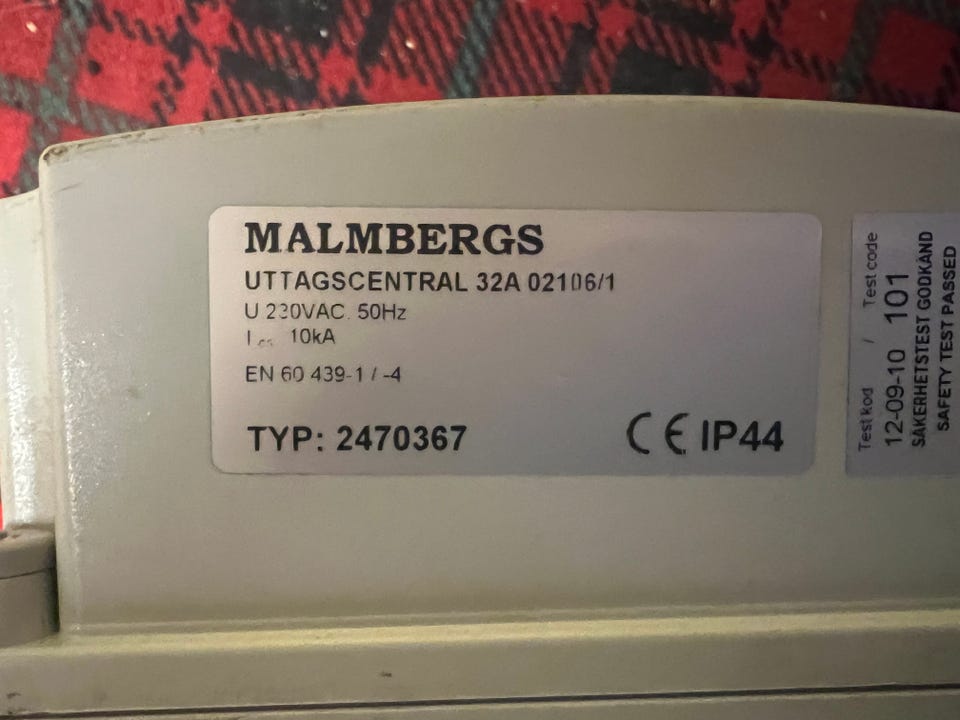 MALMBERGS
UTTAGSCENTRAL 32A 02106/1
U 230VAC, 50Hz
I cs 10kA
EN 60 439-1 / -4
TYP: 2470367
CE IP44
Test kod / Test code
12-09-10 101
SÄKERHETSTEST GODKÄND
SAFETY TEST PASSED